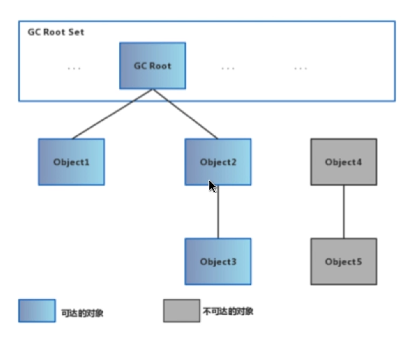 GC Root Set
... GC Root ... ...
Object1 Object2 Object4
Object3 Object5
可达的对象 不可达的对象